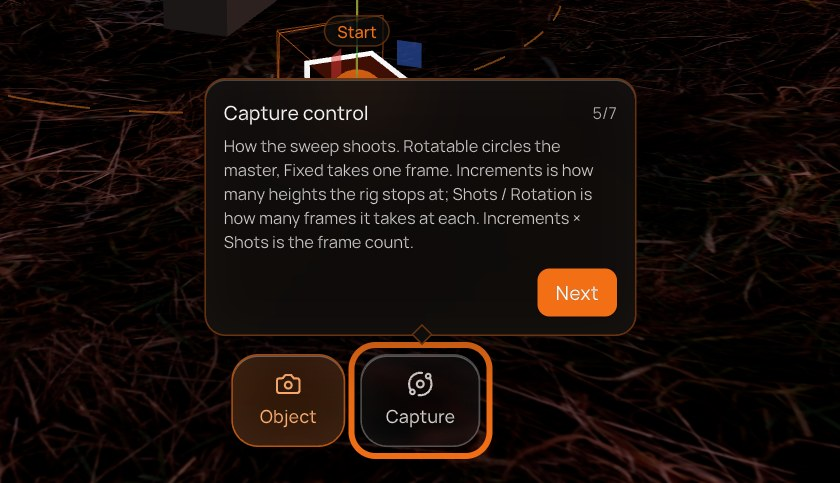 Start
Capture control
5/7
How the sweep shoots. Rotatable circles the
master, Fixed takes one frame. Increments is how
many heights the rig stops at; Shots / Rotation is
how many frames it takes at each. Increments ×
Shots is the frame count.
Next
Object
Capture